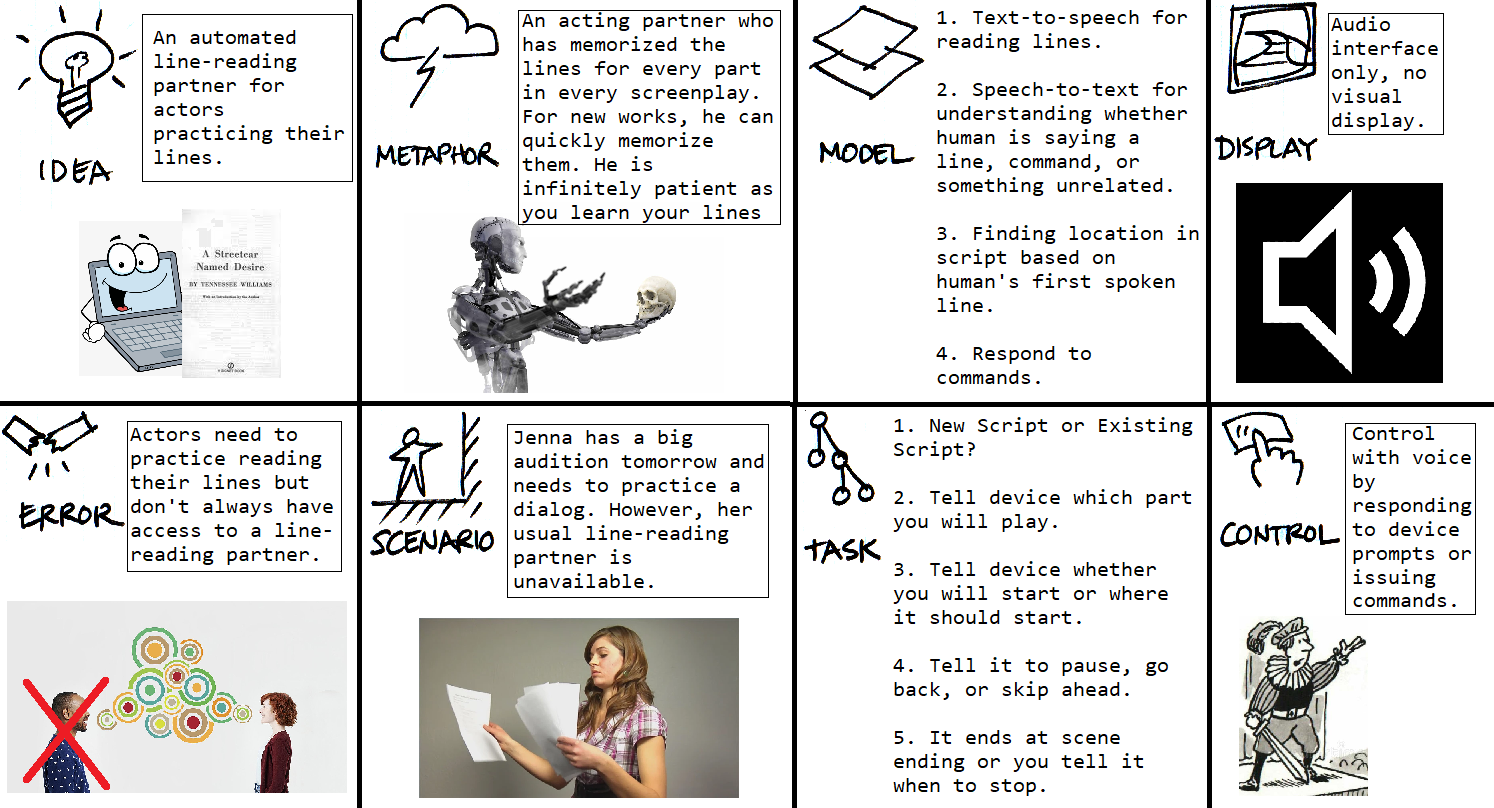 An automated
line-reading
partner for
actors
practicing their
lines.
IDEA
A Streetcar
Named Desire
BY TENNESSEE WILLIAMS
With an Introduction by the Author
A SIGNET BOOK
An acting partner who
has memorized the
lines for every part
in every screenplay.
For new works, he can
quickly memorize
them. He is
infinitely patient as
you learn your lines
METAPHOR
1. Text-to-speech for
reading lines.
2. Speech-to-text for
understanding whether
human is saying a
line, command, or
something unrelated.
3. Finding location in
script based on
human's first spoken
line.
4. Respond to
commands.
MODEL
Audio
interface
only, no
visual
display.
DISPLAY
Actors need to
practice reading
their lines but
don't always have
access to a line-
reading partner.
ERROR
Jenna has a big
audition tomorrow and
needs to practice a
dialog. However, her
usual line-reading
partner is
unavailable.
SCENARIO
1. New Script or Existing
Script?
2. Tell device which part
you will play.
3. Tell device whether
you will start or where
it should start.
4. Tell it to pause, go
back, or skip ahead.
5. It ends at scene
ending or you tell it
when to stop.
TASK
Control
with voice
by
responding
to device
prompts or
issuing
commands.
CONTROL